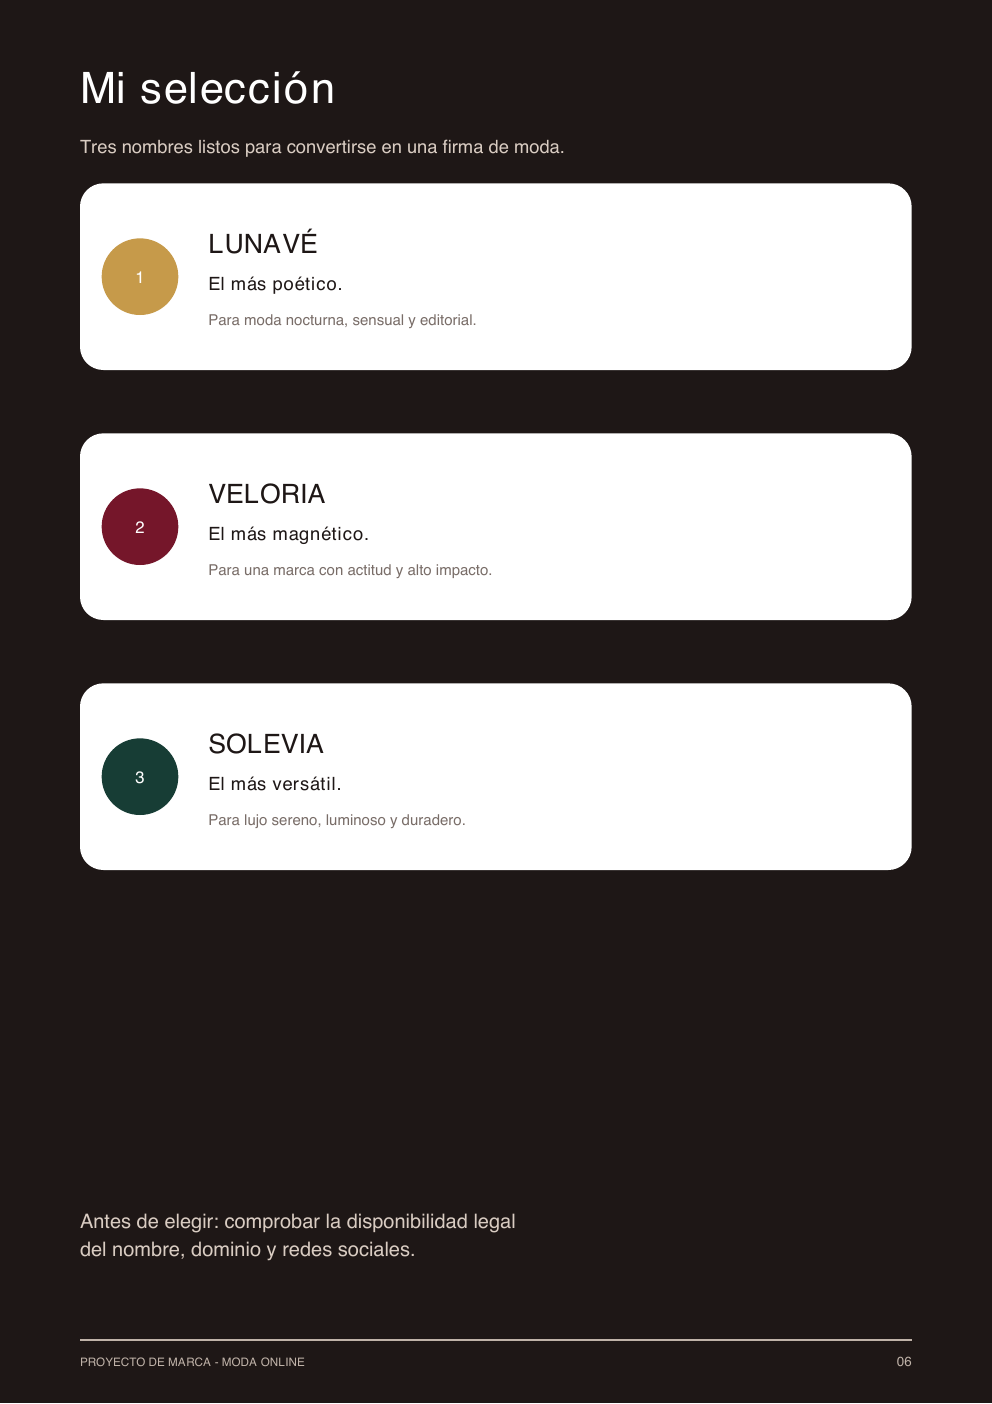 Mi selección
Tres nombres listos para convertirse en una firma de moda.
1
LUNAVÉ
El más poético.
Para moda nocturna, sensual y editorial.
2
VELORIA
El más magnético.
Para una marca con actitud y alto impacto.
3
SOLEVIA
El más versátil.
Para lujo sereno, luminoso y duradero.
Antes de elegir: comprobar la disponibilidad legal
del nombre, dominio y redes sociales.
PROYECTO DE MARCA - MODA ONLINE
06